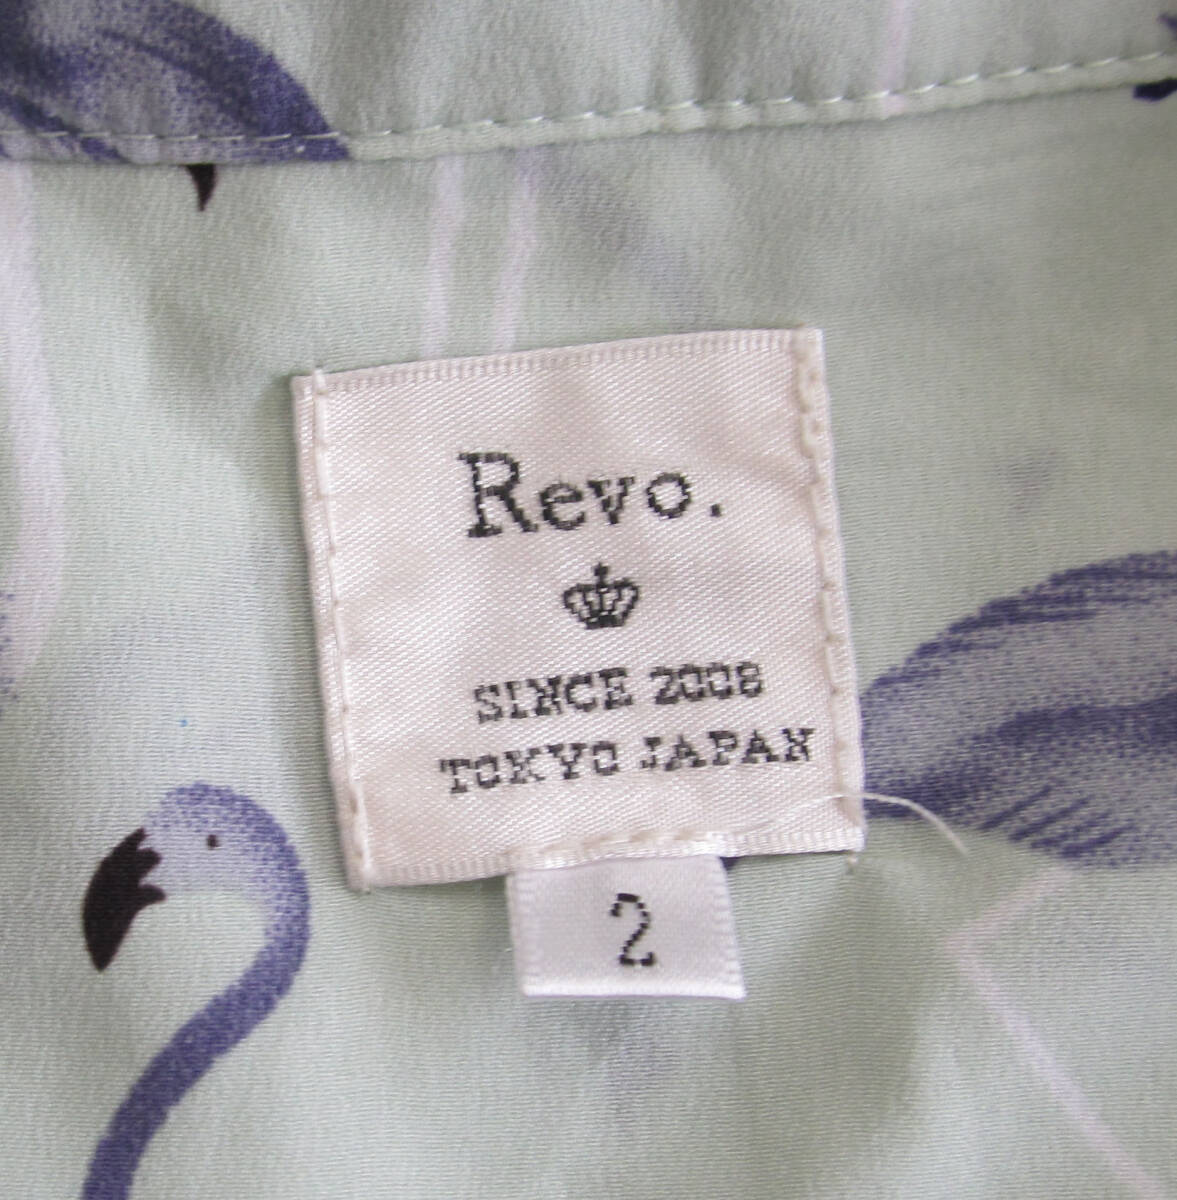 Revo.
SINCE 2008
TOKYO JAPAN
2